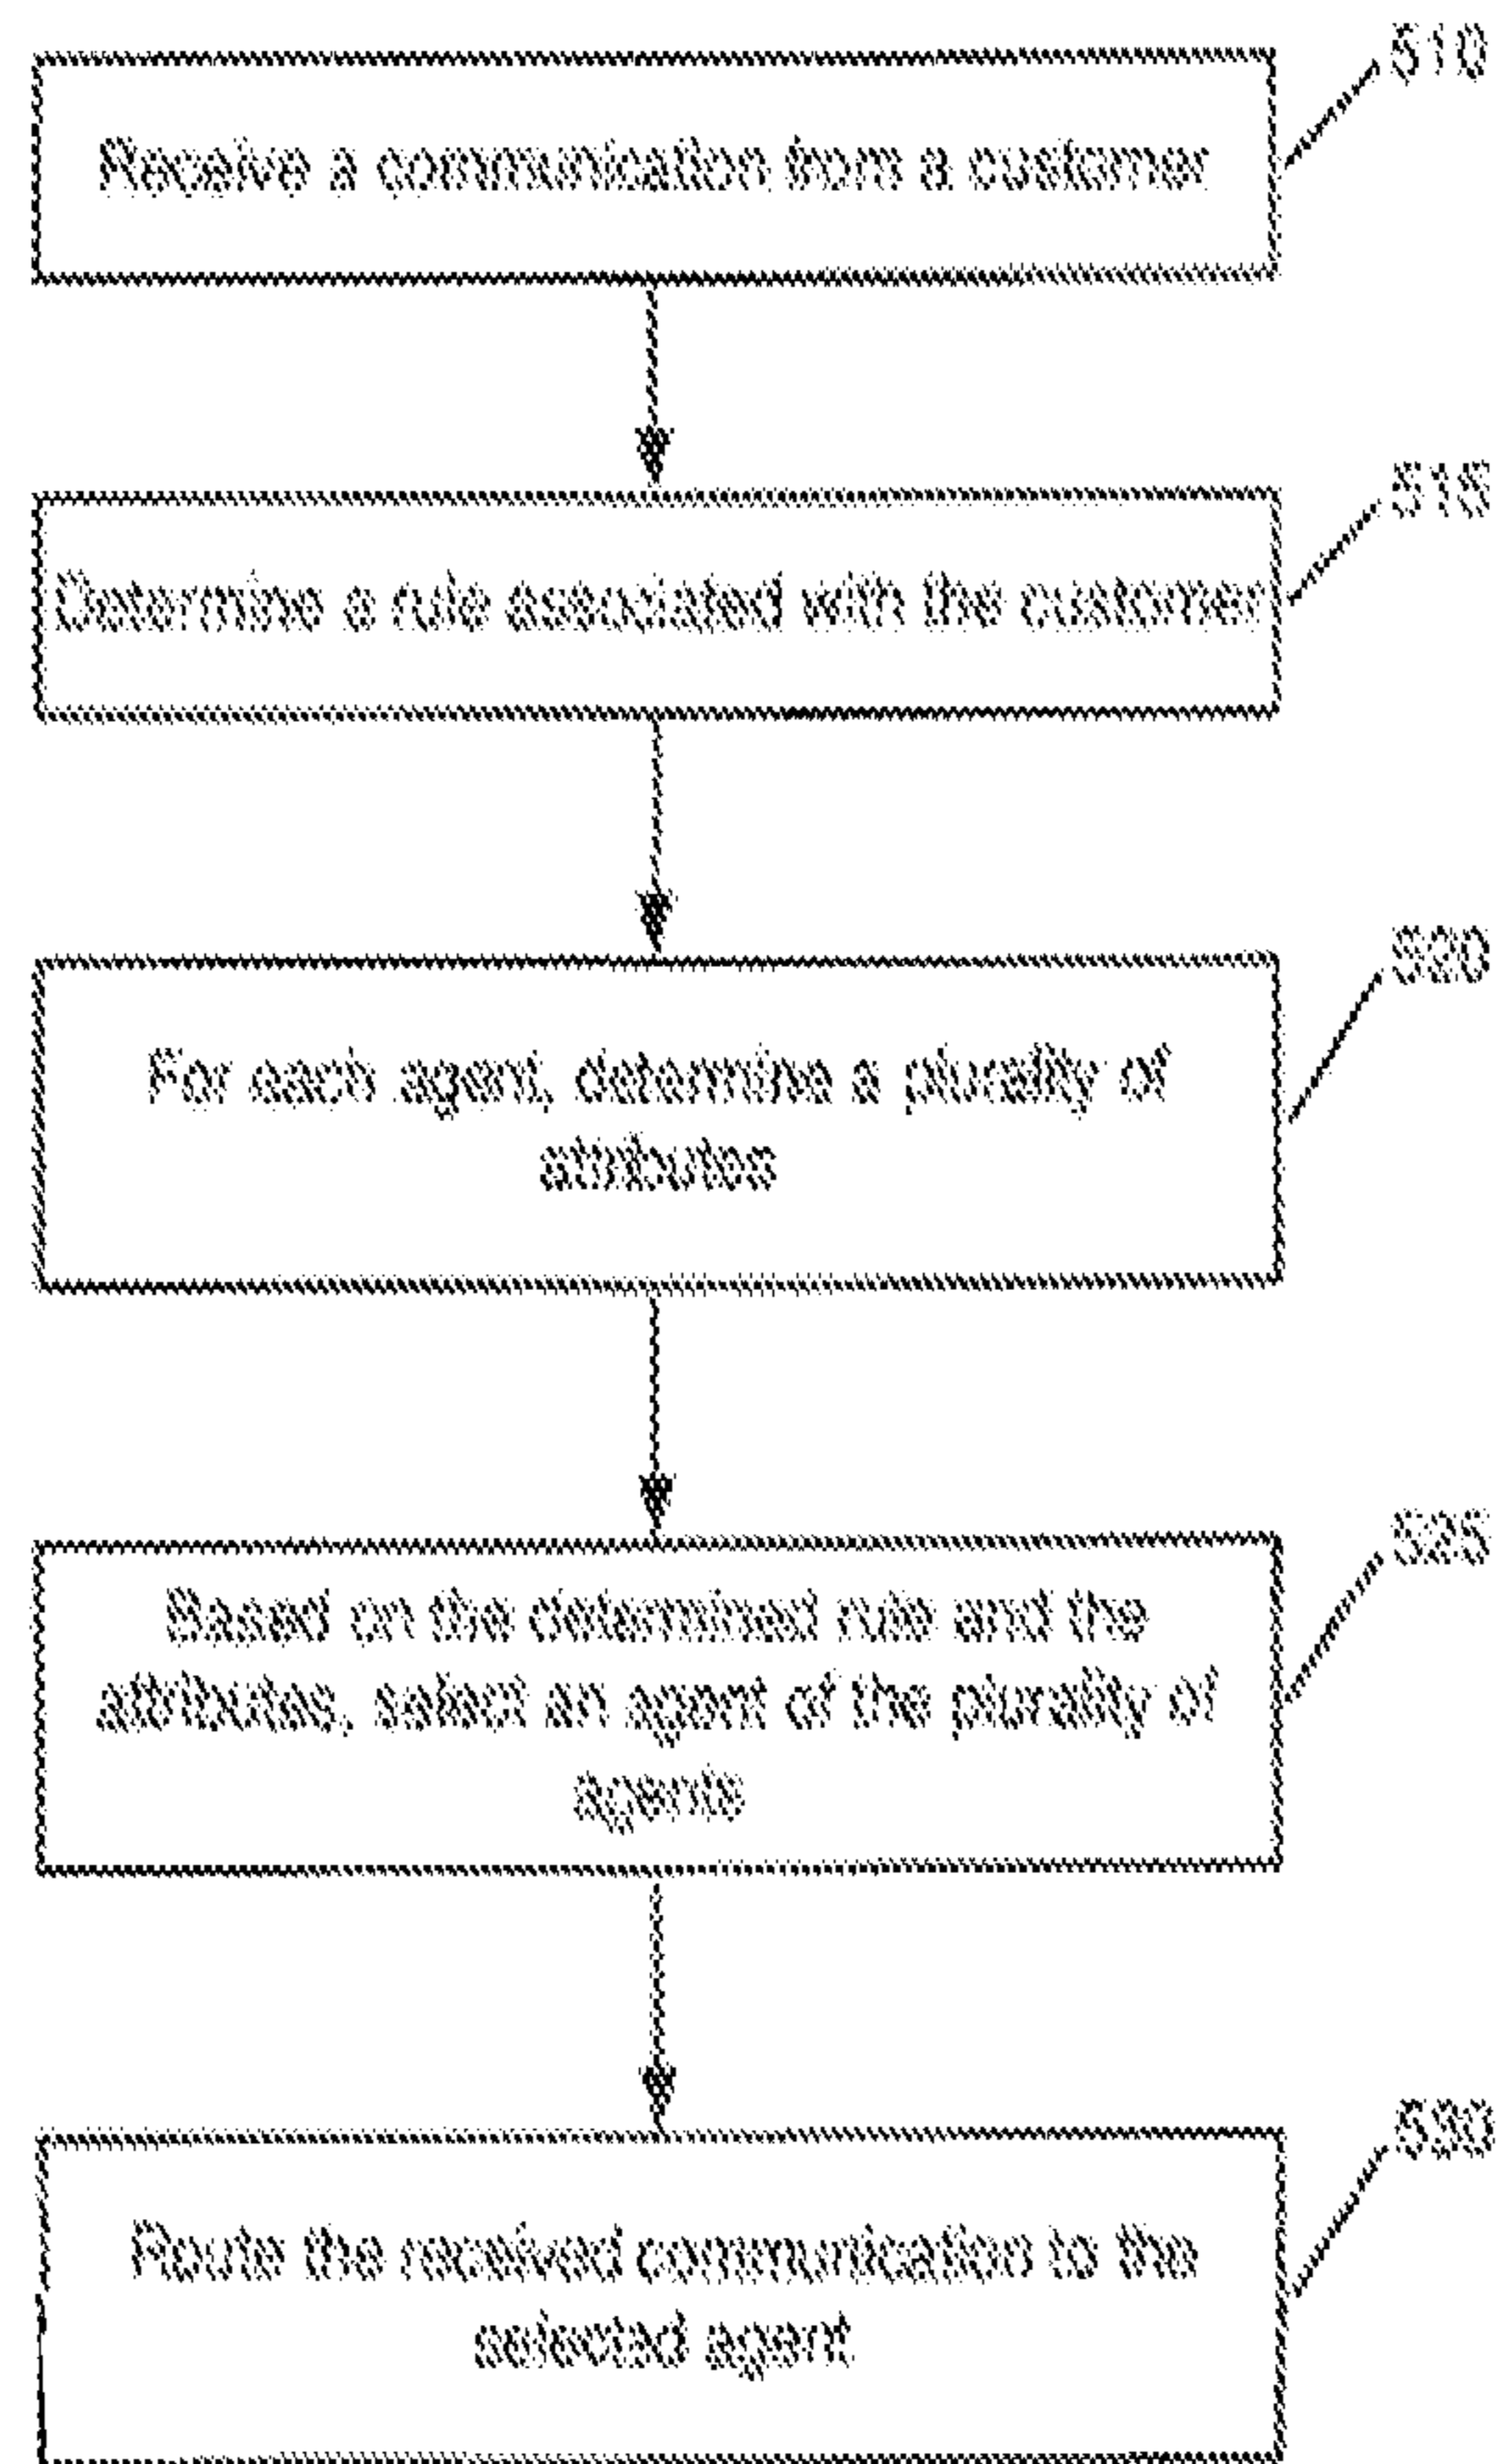 510
Receive a communication from a customer
515
Determine a rule associated with the customer
520
For each agent, determine a plurality of
attributes
525
Based on the determined rule and the
attributes, select an agent of the plurality of
agents
530
Route the received communication to the
selected agent